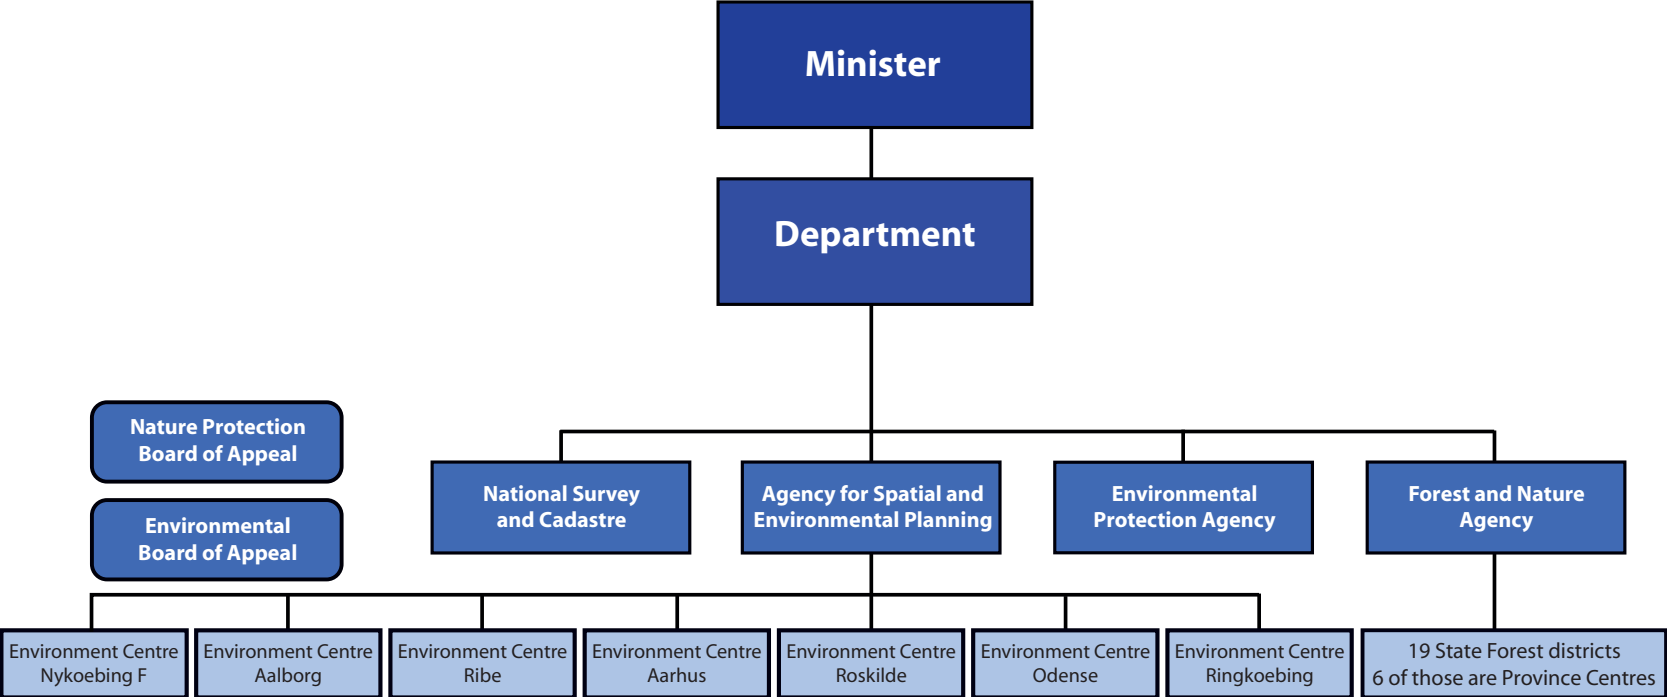 Minister
Department
Nature Protection
Board of Appeal
Environmental
Board of Appeal
National Survey
and Cadastre
Agency for Spatial and
Environmental Planning
Environmental
Protection Agency
Forest and Nature
Agency
Environment Centre
Nykoebing F
Environment Centre
Aalborg
Environment Centre
Ribe
Environment Centre
Aarhus
Environment Centre
Roskilde
Environment Centre
Odense
Environment Centre
Ringkoebing
19 State Forest districts
6 of those are Province Centres